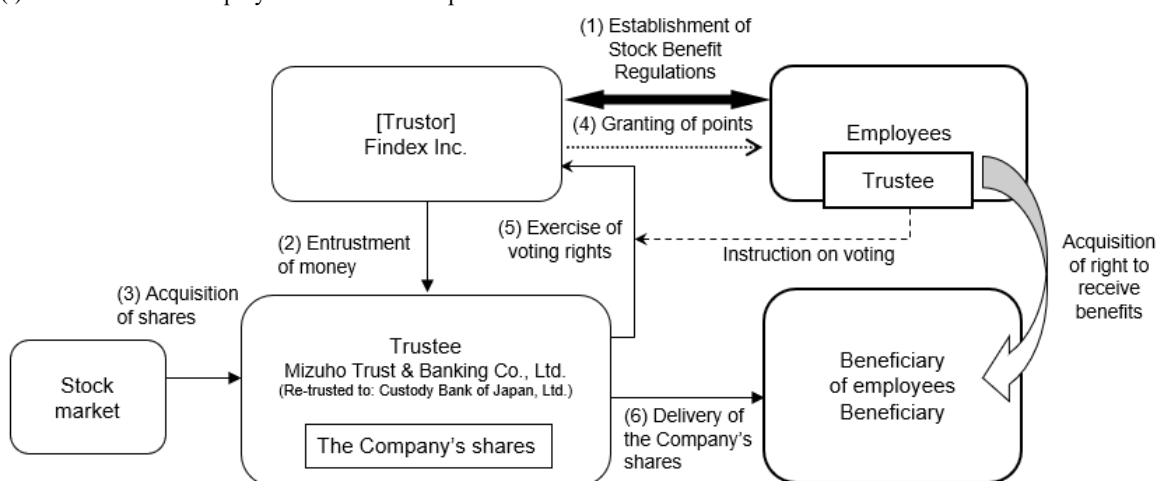 (1) Establishment of
Stock Benefit
Regulations
[Trustor]
Findex Inc.
(4) Granting of points
Employees
Trustee
(2) Entrustment
of money
(5) Exercise of
voting rights
Instruction on voting
Acquisition
of right to
receive
benefits
(3) Acquisition
of shares
Stock
market
Trustee
Mizuho Trust & Banking Co., Ltd.
(Re-trusted to: Custody Bank of Japan, Ltd.)
The Company’s shares
(6) Delivery of
the Company’s
shares
Beneficiary
of employees
Beneficiary